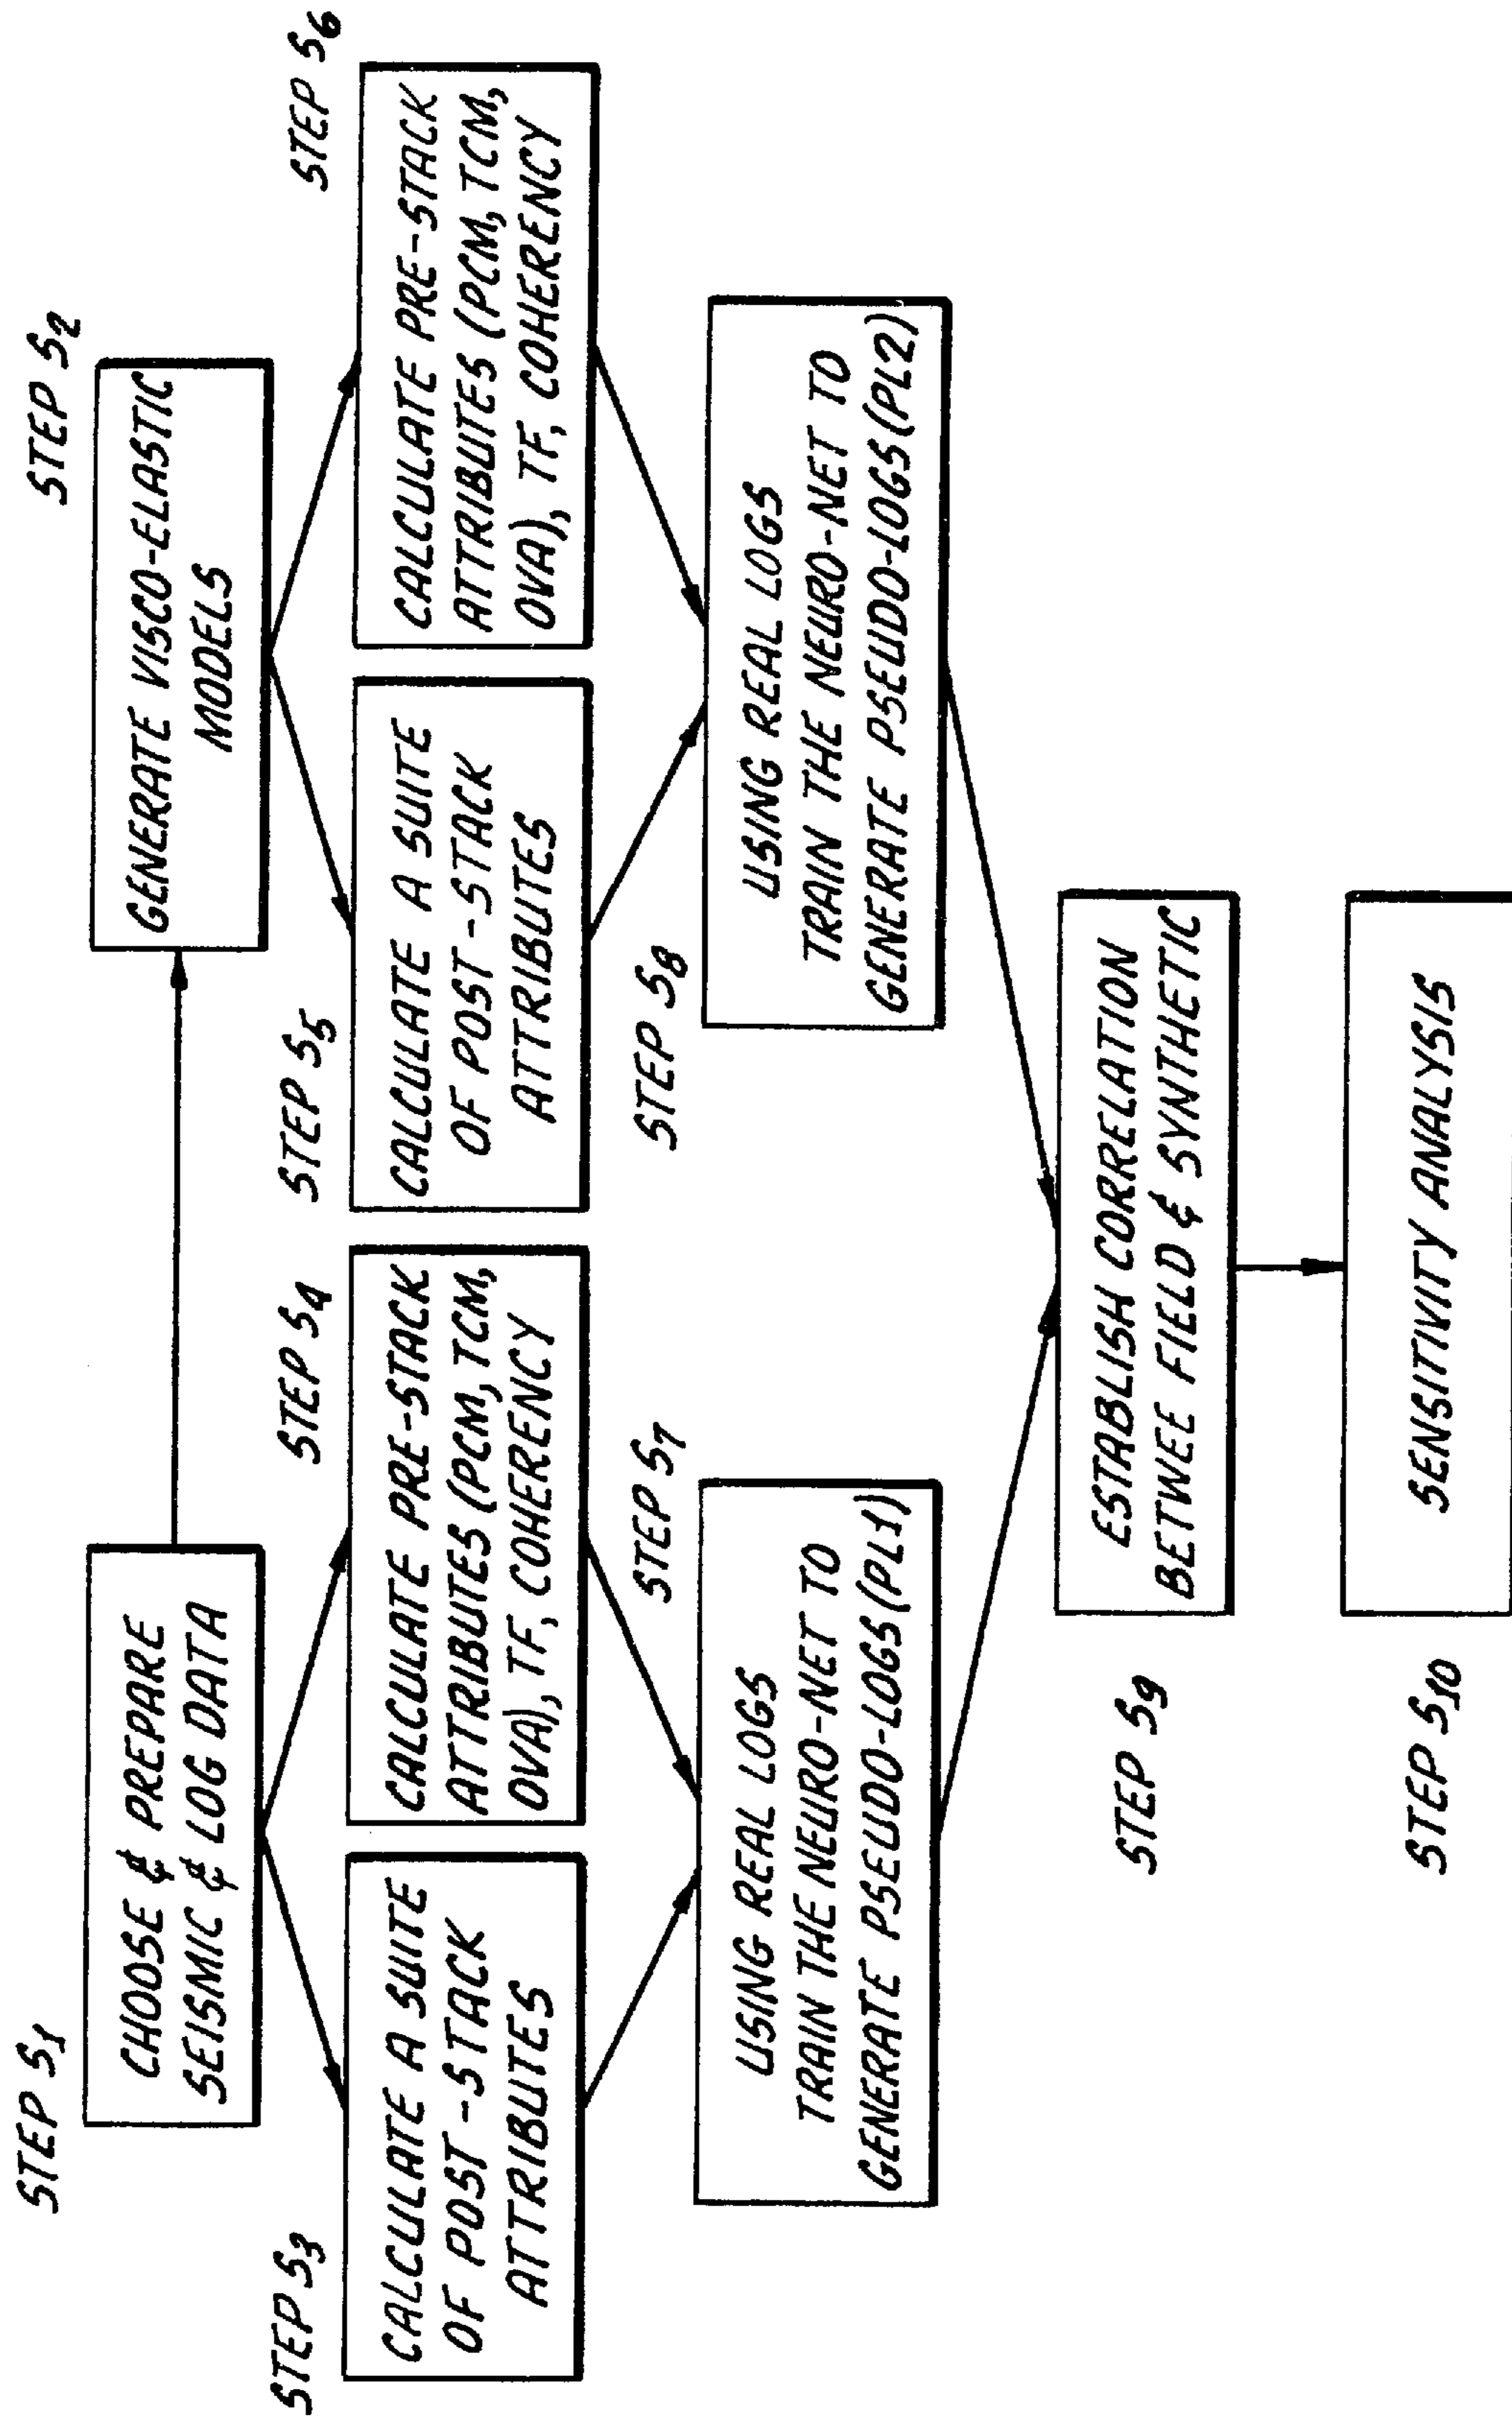 STEP S1
CHOOSE & PREPARE
SEISMIC & LOG DATA
STEP S2
GENERATE VISCO-ELASTIC
MODELS
STEP S3
CALCULATE A SUITE
OF POST-STACK
ATTRIBUTES
STEP S4
CALCULATE PRE-STACK
ATTRIBUTES (PCM, TCM,
OVA), TF, COHERENCY
STEP S5
CALCULATE A SUITE
OF POST-STACK
ATTRIBUTES
STEP S6
CALCULATE PRE-STACK
ATTRIBUTES (PCM, TCM,
OVA), TF, COHERENCY
STEP S7
USING REAL LOGS
TRAIN THE NEURO-NET TO
GENERATE PSEUDO-LOGS (PL1)
STEP S8
USING REAL LOGS
TRAIN THE NEURO-NET TO
GENERATE PSEUDO-LOGS (PL2)
STEP S9
ESTABLISH CORRELATION
BETWEE FIELD & SYNTHETIC
STEP S10
SENSITIVITY ANALYSIS